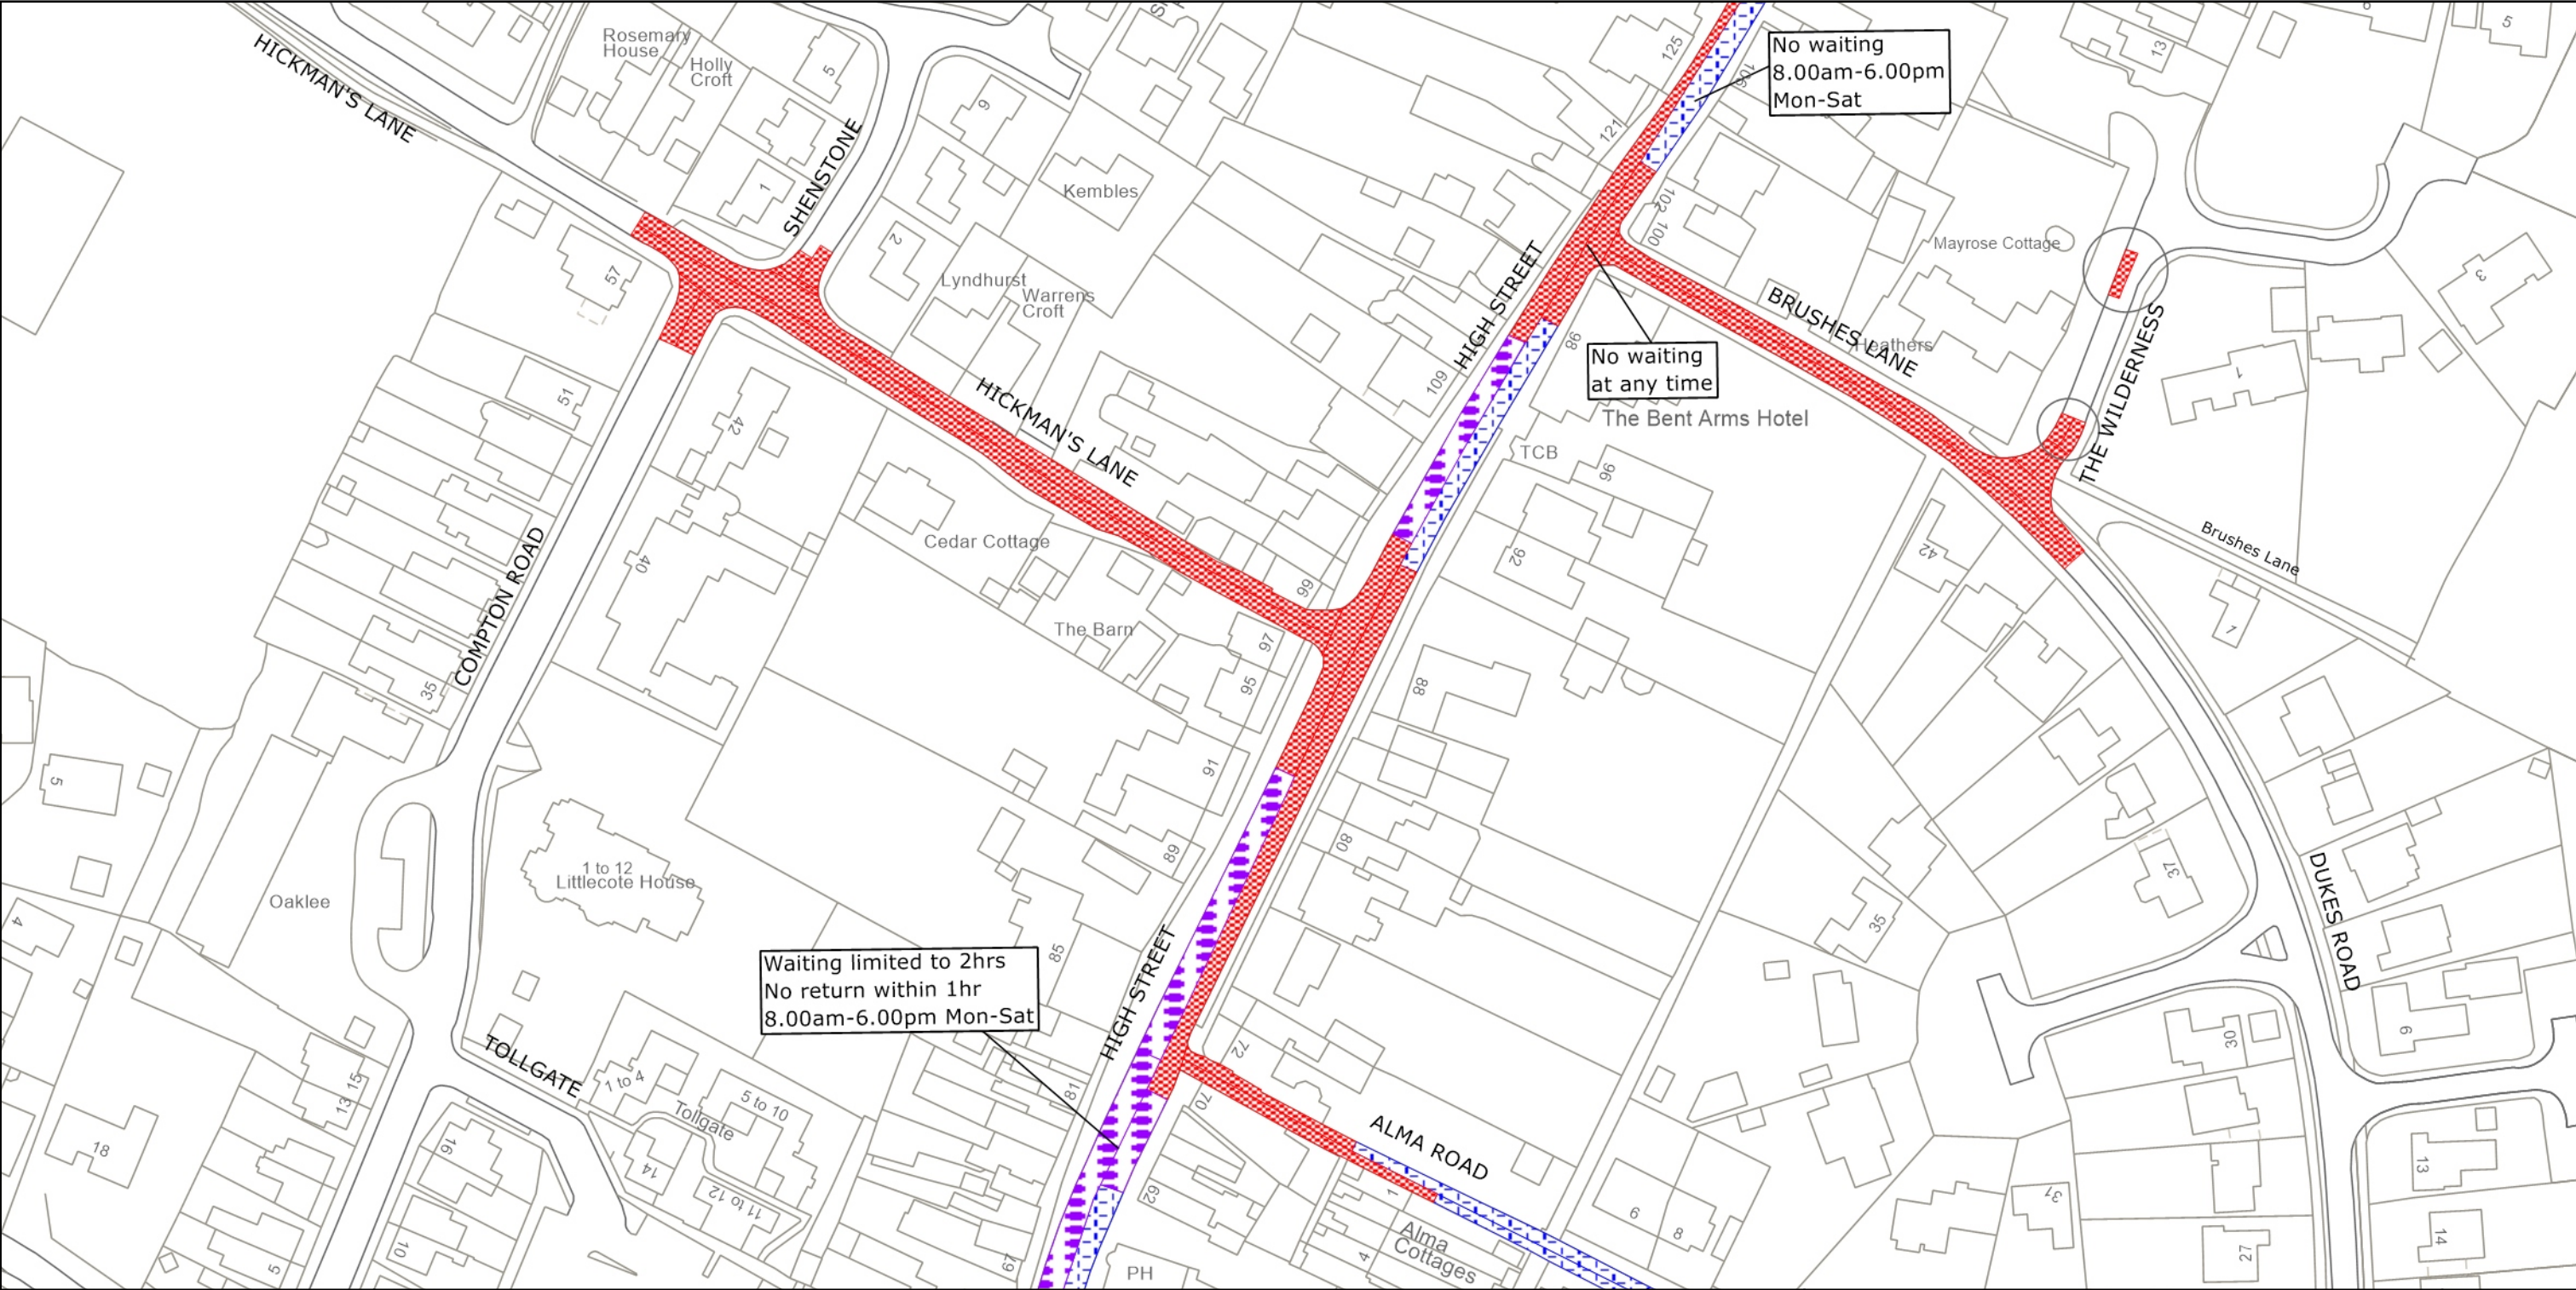 HICKMAN'S LANE
Rosemary
House
Holly
Croft
5
1
SHENSTONE
9
2
Kembles
Lyndhurst
Warrens
Croft
125
121
106
No waiting
8.00am-6.00pm
Mon-Sat
13
5
102
100
Mayrose Cottage
3
57
51
42
40
COMPTON ROAD
35
HICKMAN'S LANE
HIGH STREET
109
98
No waiting
at any time
The Bent Arms Hotel
TCB
96
92
BRUSHES LANE
Heathers
THE WILDERNESS
1
Brushes Lane
1
42
Cedar Cottage
The Barn
99
97
95
91
89
88
80
85
5
4
Oaklee
1 to 12
Littlecote House
37
35
DUKES ROAD
9
30
Waiting limited to 2hrs
No return within 1hr
8.00am-6.00pm Mon-Sat
HIGH STREET
81
72
70
62
67
PH
TOLLGATE
1 to 4
Tollgate
5 to 10
14
11 to 12
13
15
18
16
10
5
ALMA ROAD
1
4
Alma
Cottages
6
8
31
27
13
14